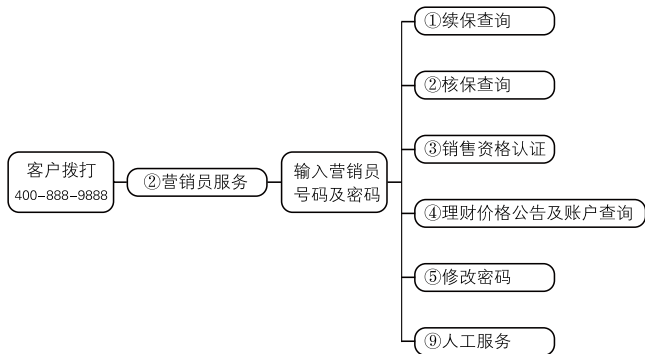 客户拨打
400-888-9888
②营销员服务
输入营销员
号码及密码
①续保查询
②核保查询
③销售资格认证
④理财价格公告及账户查询
⑤修改密码
⑨人工服务